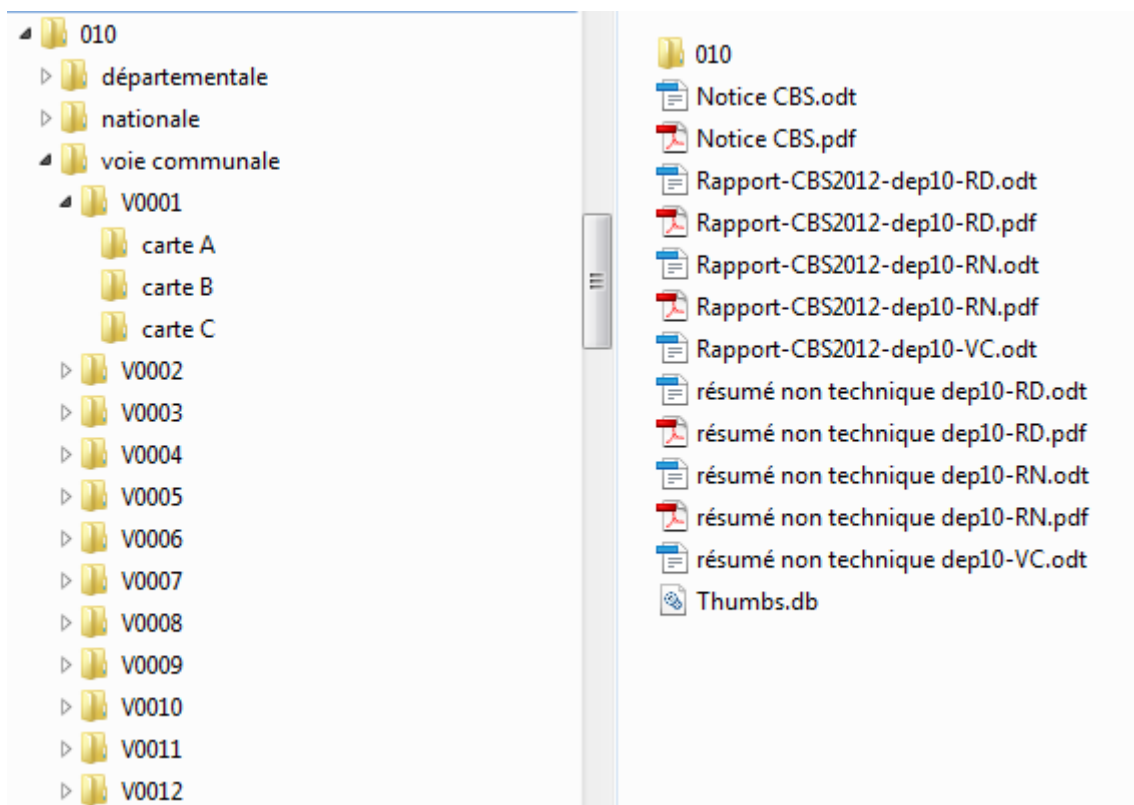 010
départementale
nationale
voie communale
V0001
carte A
carte B
carte C
V0002
V0003
V0004
V0005
V0006
V0007
V0008
V0009
V0010
V0011
V0012
010
Notice CBS.odt
Notice CBS.pdf
Rapport-CBS2012-dep10-RD.odt
Rapport-CBS2012-dep10-RD.pdf
Rapport-CBS2012-dep10-RN.odt
Rapport-CBS2012-dep10-RN.pdf
Rapport-CBS2012-dep10-VC.odt
résumé non technique dep10-RD.odt
résumé non technique dep10-RD.pdf
résumé non technique dep10-RN.odt
résumé non technique dep10-RN.pdf
résumé non technique dep10-VC.odt
Thumbs.db